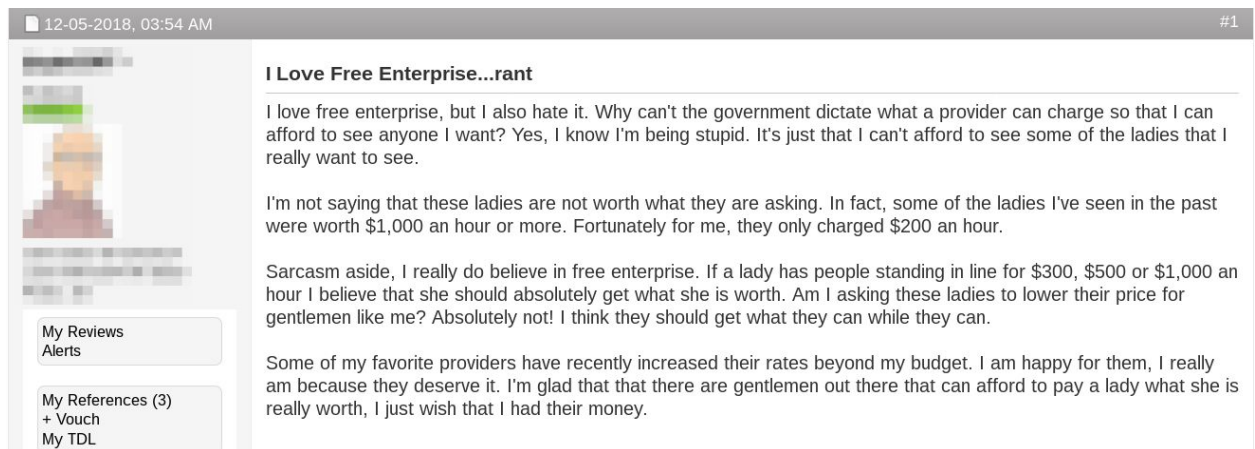 12-05-2018, 03:54 AM
#1
I Love Free Enterprise...rant
I love free enterprise, but I also hate it. Why can't the government dictate what a provider can charge so that I can
afford to see anyone I want? Yes, I know I'm being stupid. It's just that I can't afford to see some of the ladies that I
really want to see.
I'm not saying that these ladies are not worth what they are asking. In fact, some of the ladies I've seen in the past
were worth $1,000 an hour or more. Fortunately for me, they only charged $200 an hour.
Sarcasm aside, I really do believe in free enterprise. If a lady has people standing in line for $300, $500 or $1,000 an
hour I believe that she should absolutely get what she is worth. Am I asking these ladies to lower their price for
gentlemen like me? Absolutely not! I think they should get what they can while they can.
Some of my favorite providers have recently increased their rates beyond my budget. I am happy for them, I really
am because they deserve it. I'm glad that that there are gentlemen out there that can afford to pay a lady what she is
really worth, I just wish that I had their money.
My Reviews
Alerts
My References (3)
+ Vouch
My TDL